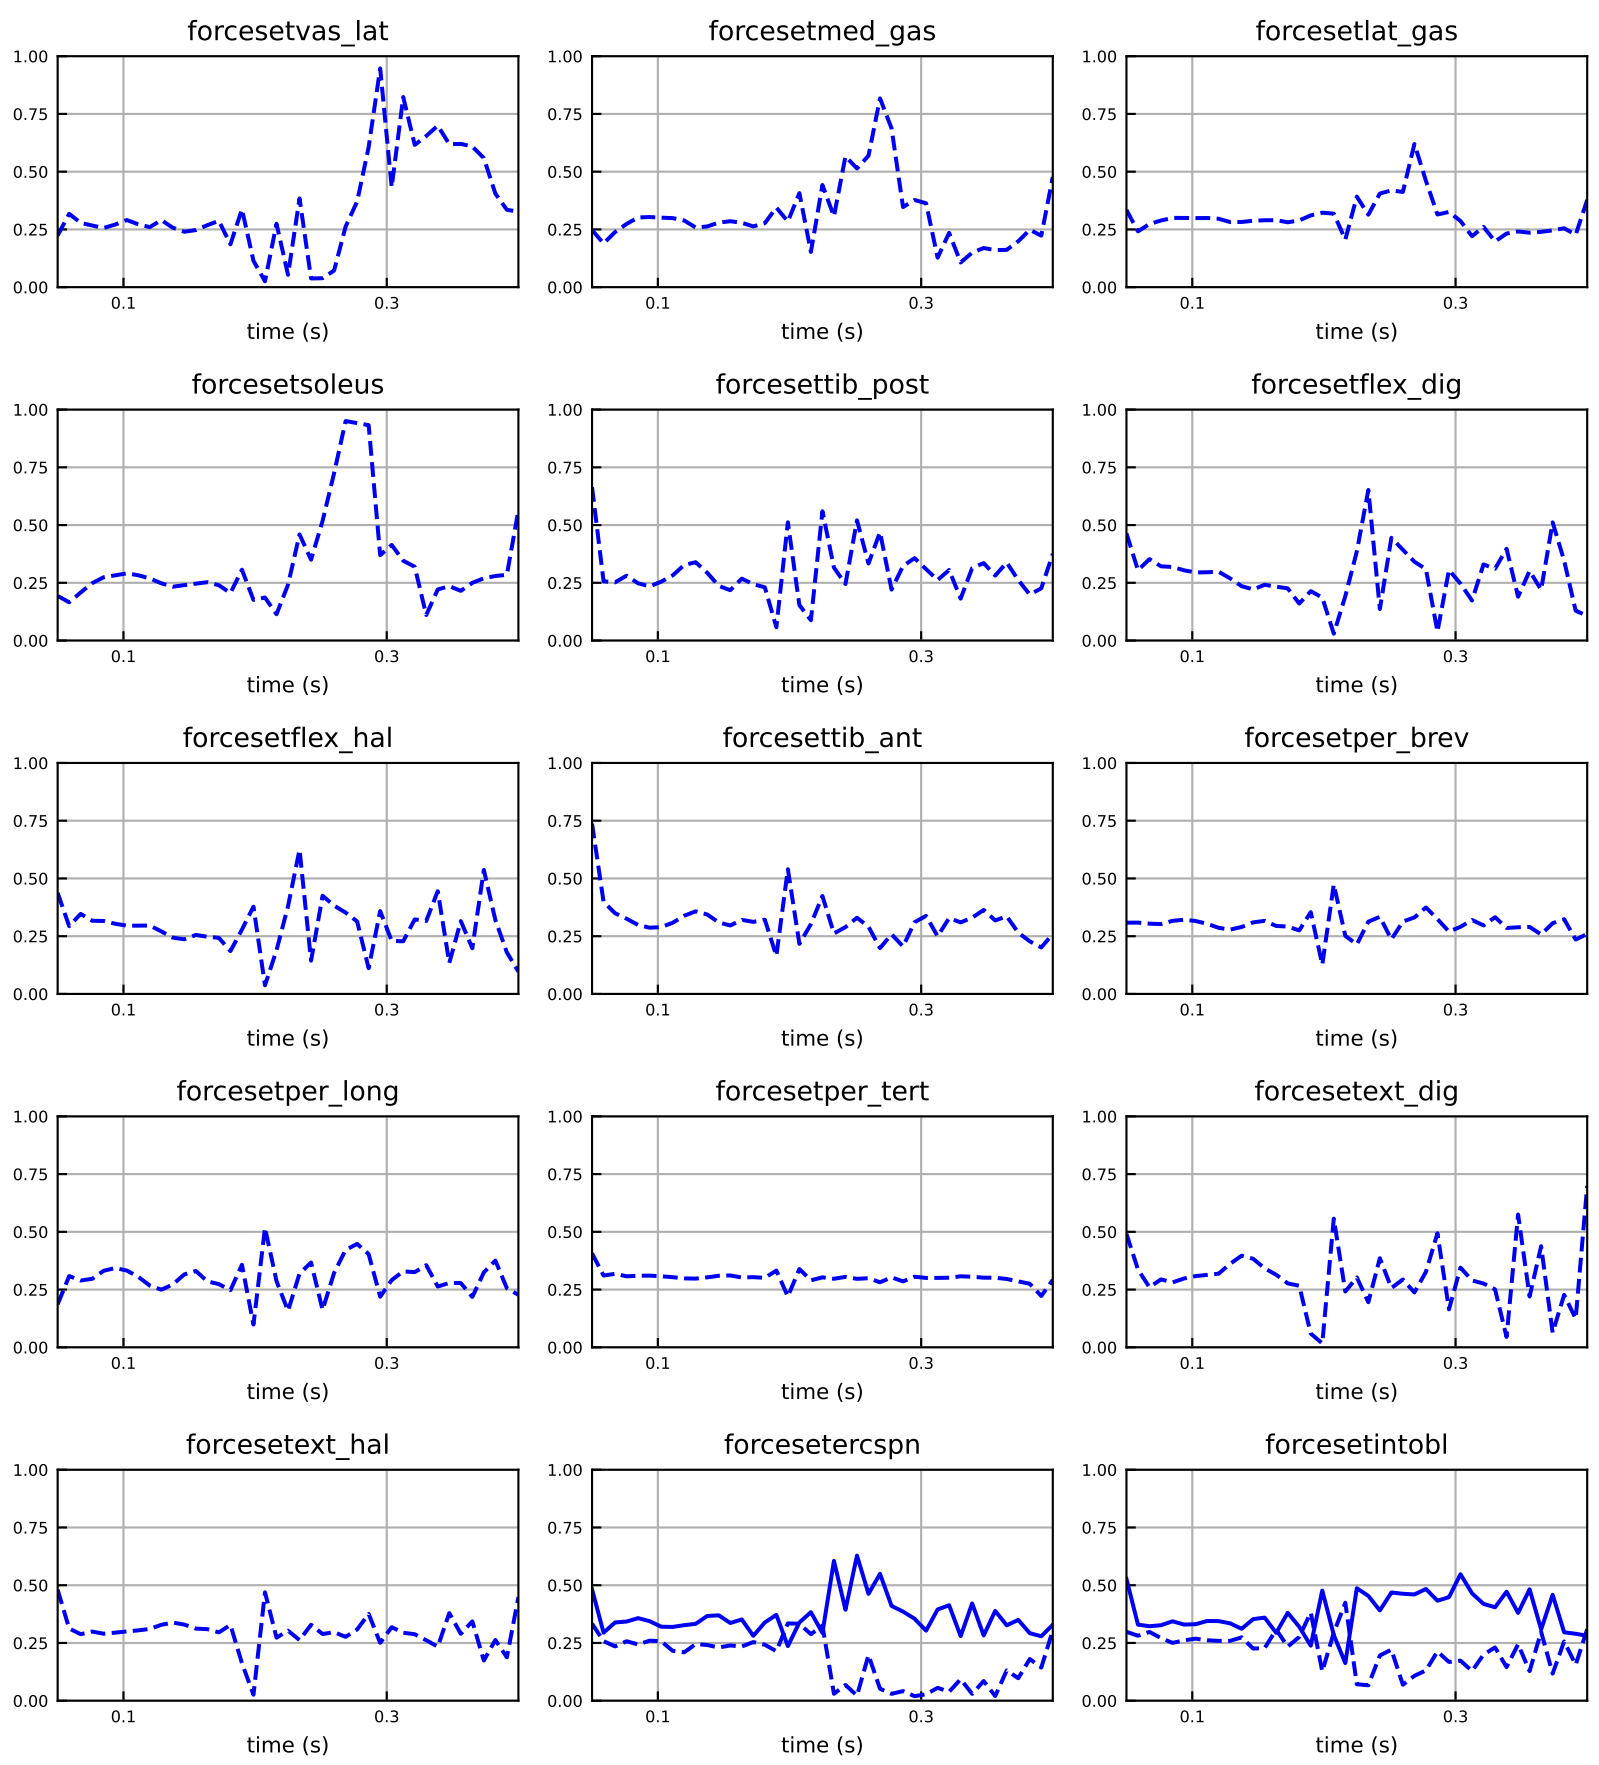 forcesetvas_lat forcesetmed_gas forcesetlat_gas
1.00 1.00 1.00
0.75 0.75 0.75
0.50 0.50 0.50
0.25 0.25 0.25
0.00 0.00 0.00
0.1 0.3 0.1 0.3 0.1 0.3
time (s) time (s) time (s)
forcesetsoleus forcesettib_post forcesetflex_dig
1.00 1.00 1.00
0.75 0.75 0.75
0.50 0.50 0.50
0.25 0.25 0.25
0.00 0.00 0.00
0.1 0.3 0.1 0.3 0.1 0.3
time (s) time (s) time (s)
forcesetflex_hal forcesettib_ant forcesetper_brev
1.00 1.00 1.00
0.75 0.75 0.75
0.50 0.50 0.50
0.25 0.25 0.25
0.00 0.00 0.00
0.1 0.3 0.1 0.3 0.1 0.3
time (s) time (s) time (s)
forcesetper_long forcesetper_tert forcesetext_dig
1.00 1.00 1.00
0.75 0.75 0.75
0.50 0.50 0.50
0.25 0.25 0.25
0.00 0.00 0.00
0.1 0.3 0.1 0.3 0.1 0.3
time (s) time (s) time (s)
forcesetext_hal forcesetercspn forcesetintobl
1.00 1.00 1.00
0.75 0.75 0.75
0.50 0.50 0.50
0.25 0.25 0.25
0.00 0.00 0.00
0.1 0.3 0.1 0.3 0.1 0.3
time (s) time (s) time (s)